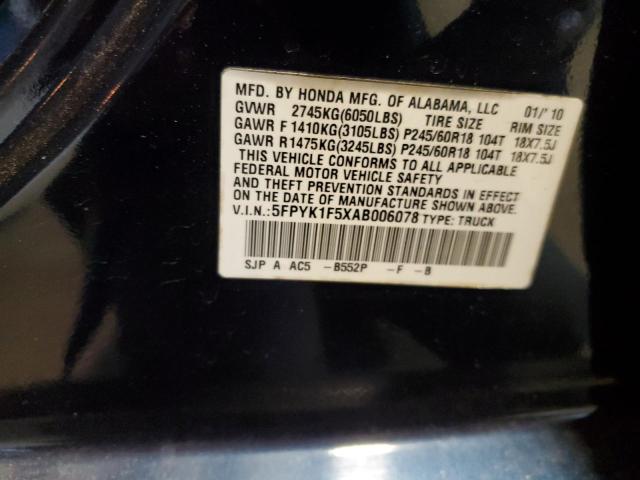 MFD. BY HONDA MFG. OF ALABAMA, LLC 01/'10
GVWR 2745KG(6050LBS) TIRE SIZE RIM SIZE
GAWR F 1410KG(3105LBS) P245/60R18 104T 18X7.5J
GAWR R1475KG(3245LBS) P245/60R18 104T 18X7.5J
THIS VEHICLE CONFORMS TO ALL APPLICABLE
FEDERAL MOTOR VEHICLE SAFETY
AND THEFT PREVENTION STANDARDS IN EFFECT
ON THE DATE OF MANUFACTURE SHOWN ABOVE.
V.I.N.:5FPYK1F5XAB006078 TYPE: TRUCK
SJP A AC5 -B552P -F -B